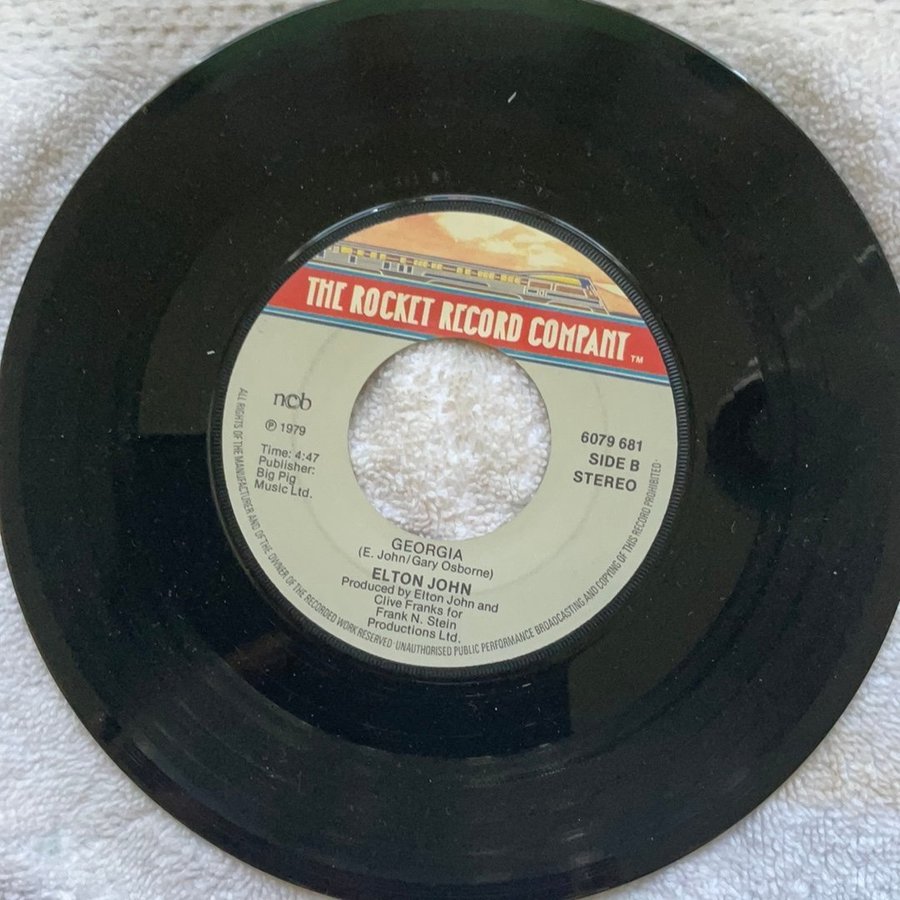 THE ROCKET RECORD COMPANY ™
ncb
℗ 1979
Time: 4:47
Publisher:
Big Pig
Music Ltd.
6079 681
SIDE B
STEREO
GEORGIA
(E. John/Gary Osborne)
ELTON JOHN
Produced by Elton John and
Clive Franks for
Frank N. Stein
Productions Ltd.
ALL RIGHTS OF THE MANUFACTURER AND OF THE OWNER OF THE RECORDED WORK RESERVED · UNAUTHORISED PUBLIC PERFORMANCE BROADCASTING AND COPYING OF THIS RECORD PROHIBITED ·